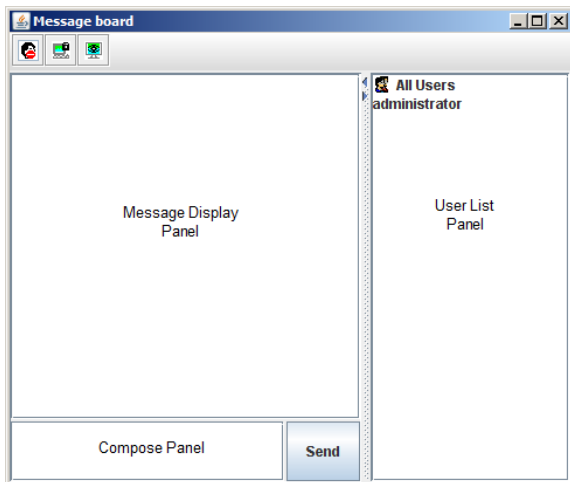 Message board
All Users
administrator
Message Display
Panel
User List
Panel
Compose Panel
Send